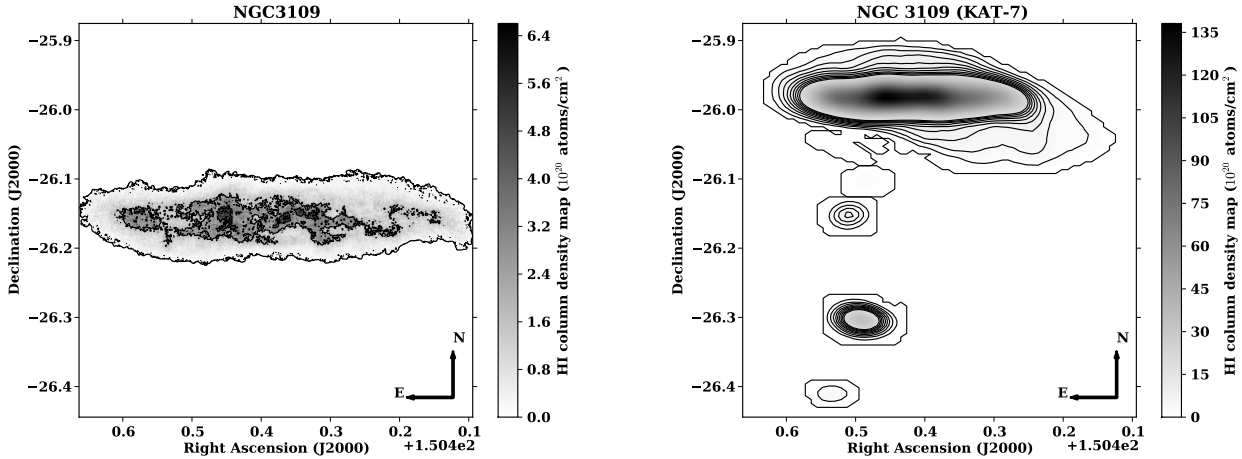 NGC3109
−25.9
−26.0
−26.1
−26.2
−26.3
−26.4
Declination (J2000)
0.6 0.5 0.4 0.3 0.2 0.1
Right Ascension (J2000)
+1.504e2
N
E
6.4
5.6
4.8
4.0
3.2
2.4
1.6
0.8
0.0
HI column density map (10^20 atoms/cm^2)
NGC 3109 (KAT-7)
−25.9
−26.0
−26.1
−26.2
−26.3
−26.4
Declination (J2000)
0.6 0.5 0.4 0.3 0.2 0.1
Right Ascension (J2000)
+1.504e2
N
E
135
120
105
90
75
60
45
30
15
0
HI column density map (10^20 atoms/cm^2)